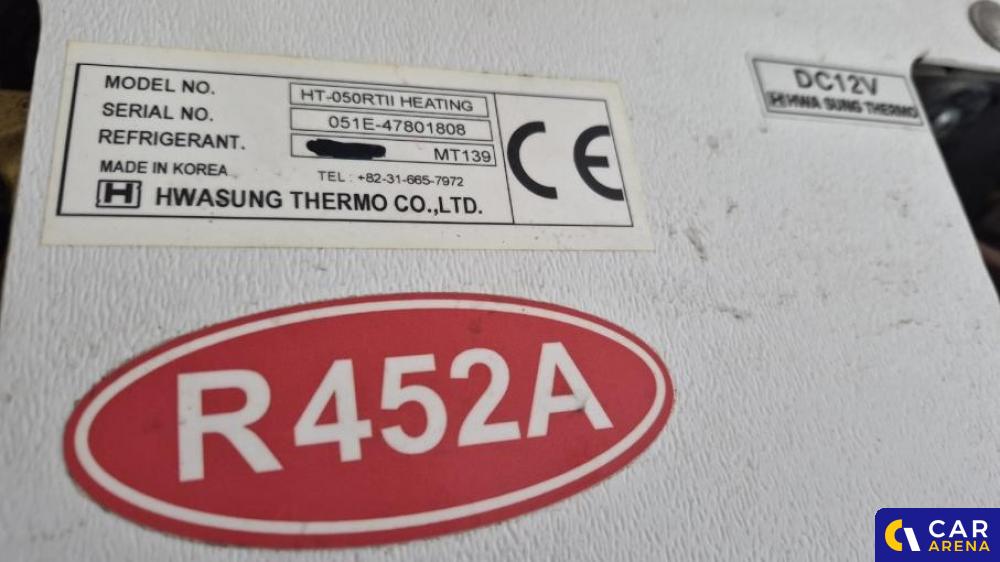 MODEL NO. HT-050RTII HEATING
SERIAL NO. 051E-47801808
REFRIGERANT. MT139
MADE IN KOREA TEL : +82-31-665-7972
H HWASUNG THERMO CO.,LTD.
CE
DC12V
H HWA SUNG THERMO
R452A
CAR
ARENA